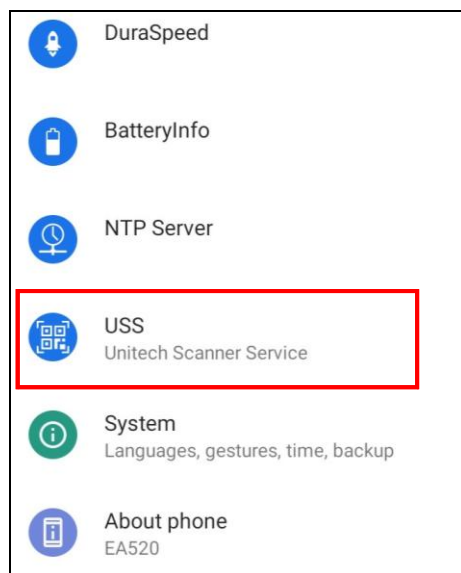 DuraSpeed
BatteryInfo
NTP Server
USS
Unitech Scanner Service
System
Languages, gestures, time, backup
About phone
EA520